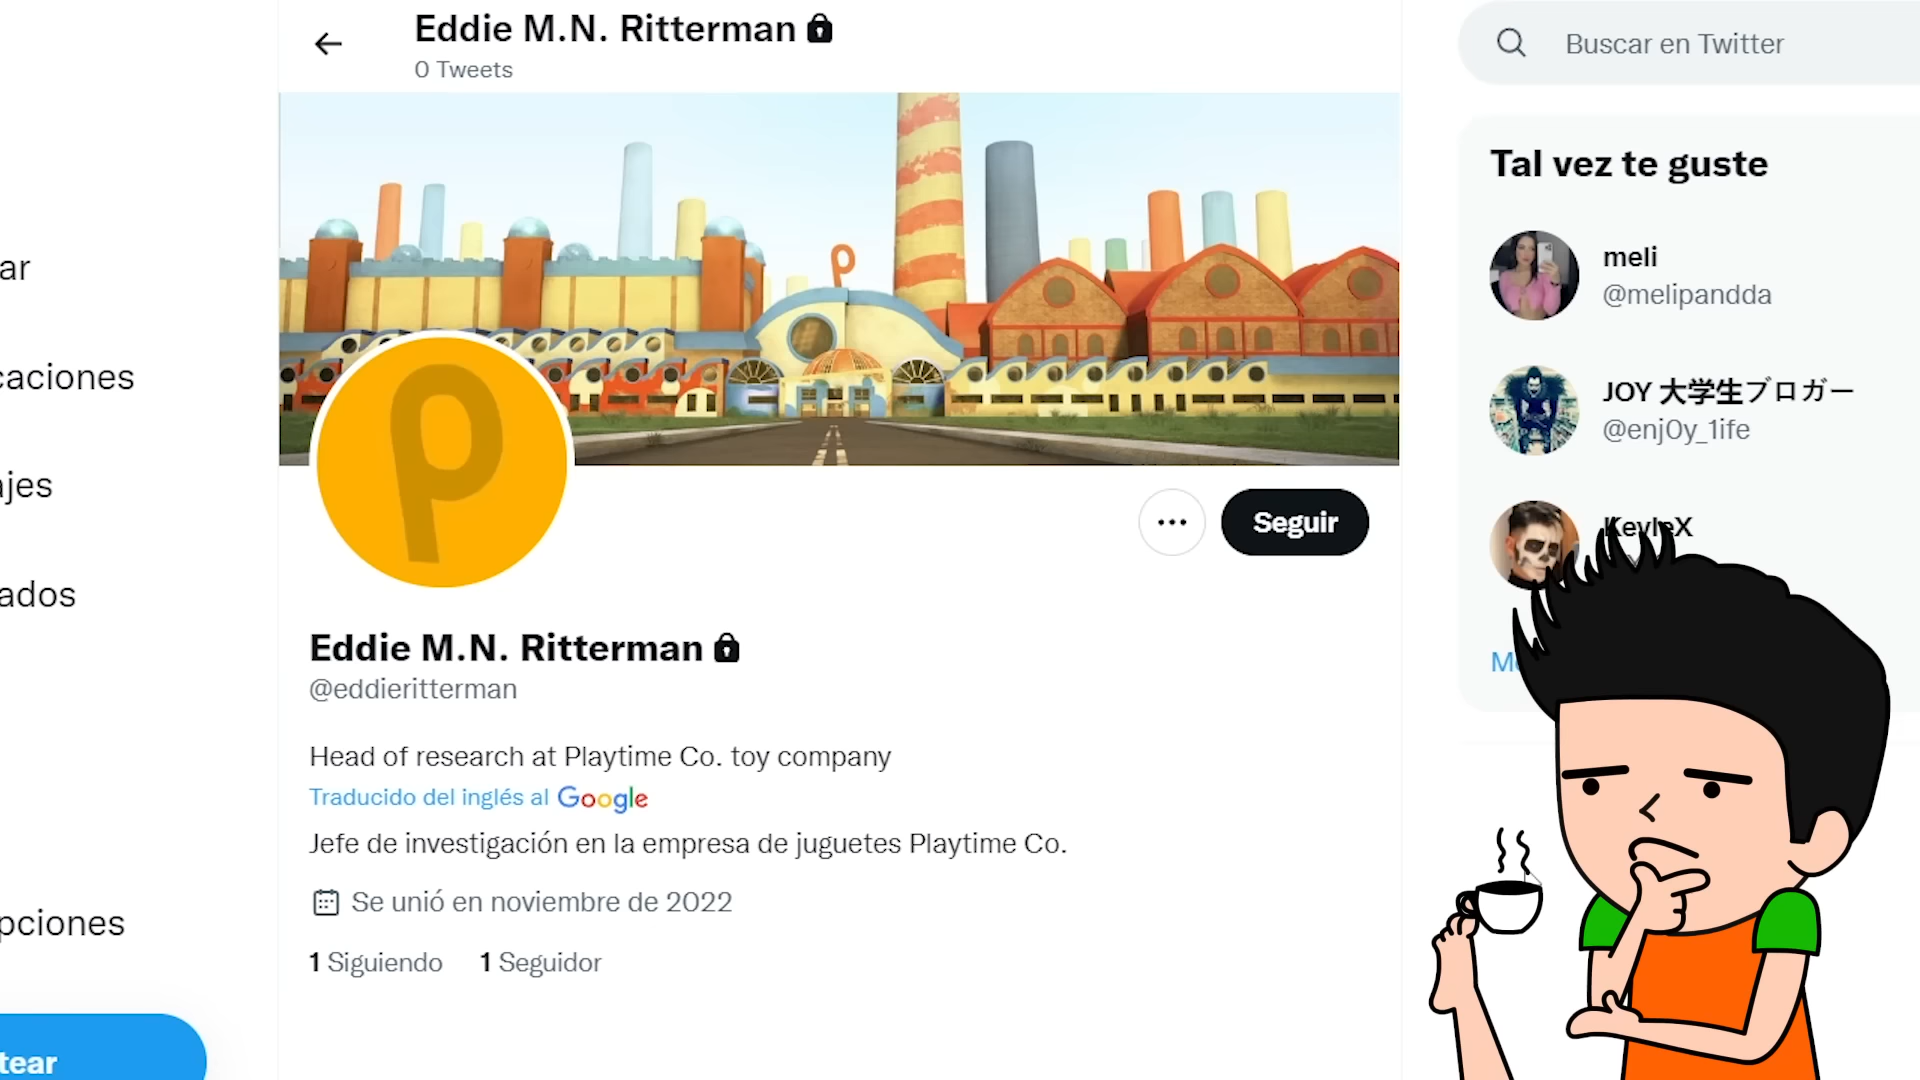 Eddie M.N. Ritterman
0 Tweets
Buscar en Twitter
Tal vez te guste
meli
@melipandda
JOY 大学生ブロガー
@enj0y_1ife
KeyleX
ar
caciones
ajes
ados
pciones
tear
P
P
Seguir
Eddie M.N. Ritterman
@eddieritterman
Head of research at Playtime Co. toy company
Traducido del inglés al Google
Jefe de investigación en la empresa de juguetes Playtime Co.
Se unió en noviembre de 2022
1 Siguiendo 1 Seguidor